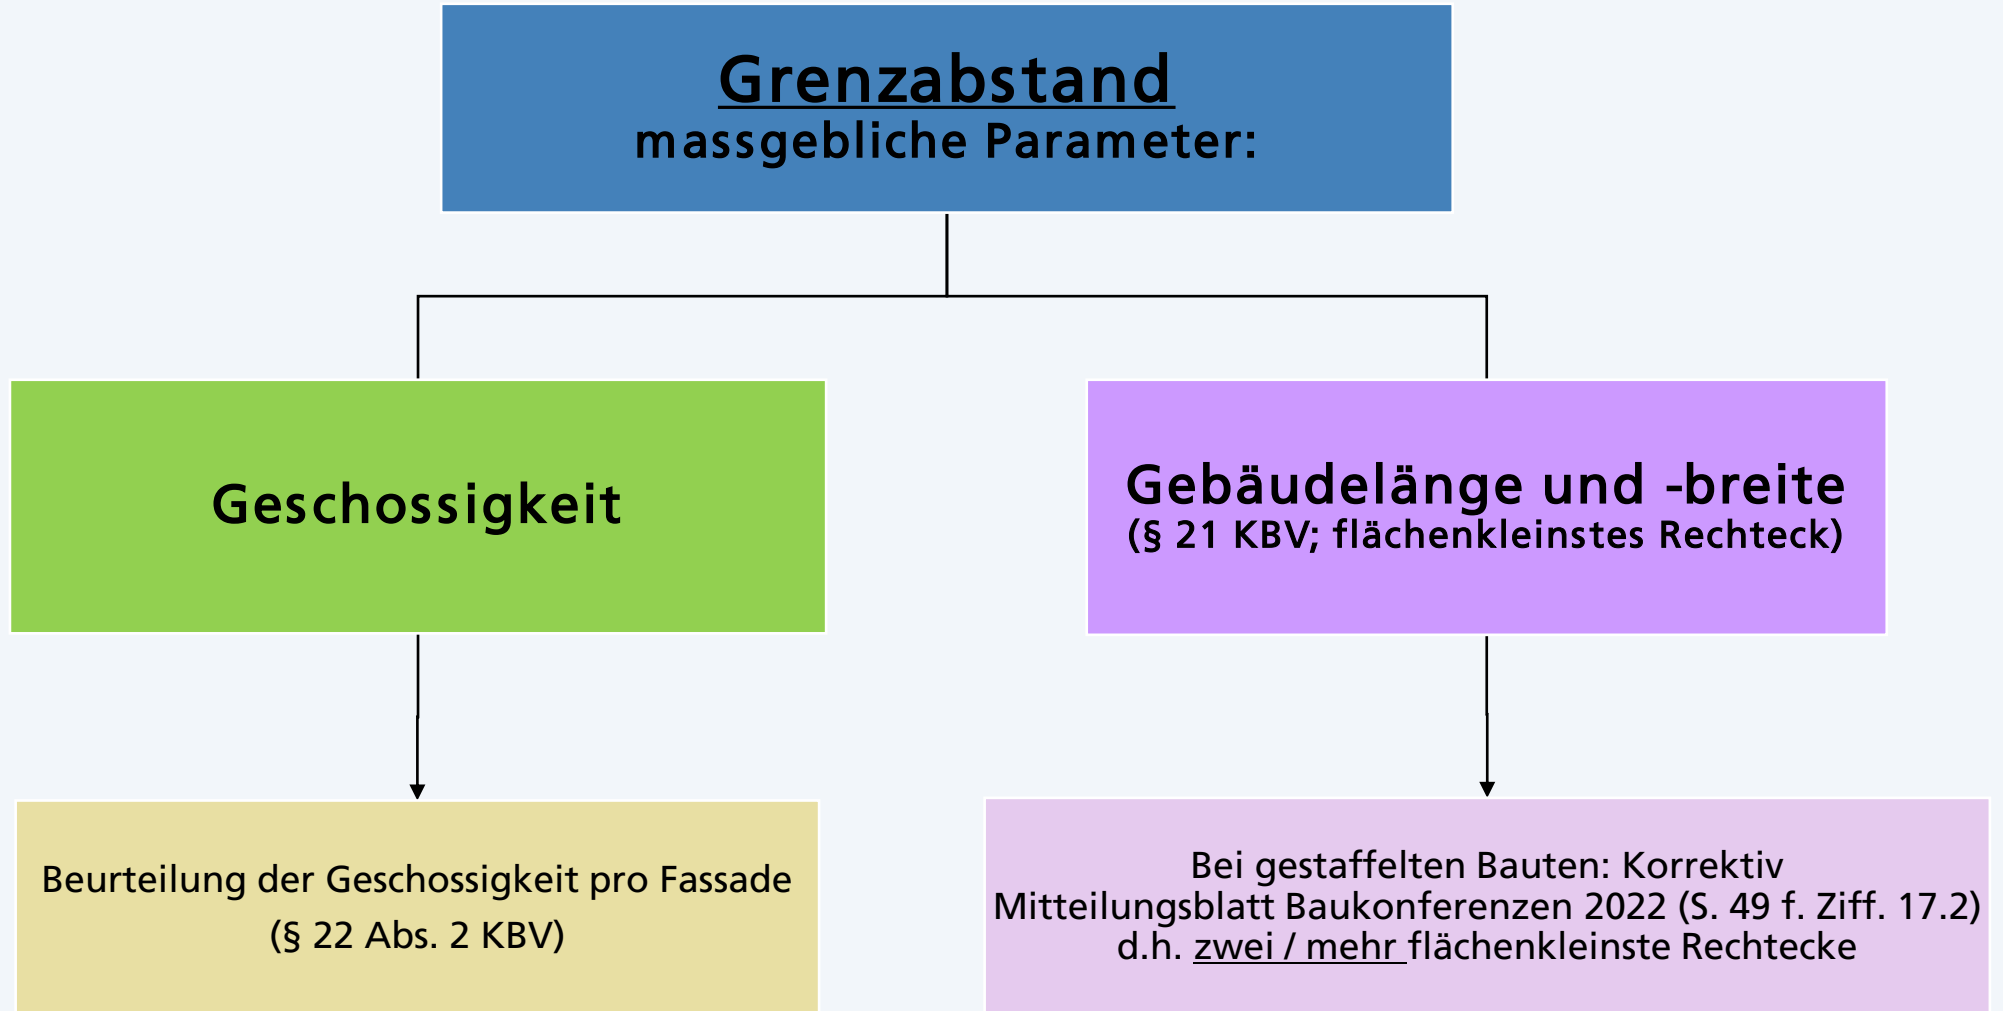 Grenzabstand
massgebliche Parameter:
Geschossigkeit
Gebäudelänge und -breite
(§ 21 KBV; flächenkleinstes Rechteck)
Beurteilung der Geschossigkeit pro Fassade
(§ 22 Abs. 2 KBV)
Bei gestaffelten Bauten: Korrektiv
Mitteilungsblatt Baukonferenzen 2022 (S. 49 f. Ziff. 17.2)
d.h. zwei / mehr flächenkleinste Rechtecke